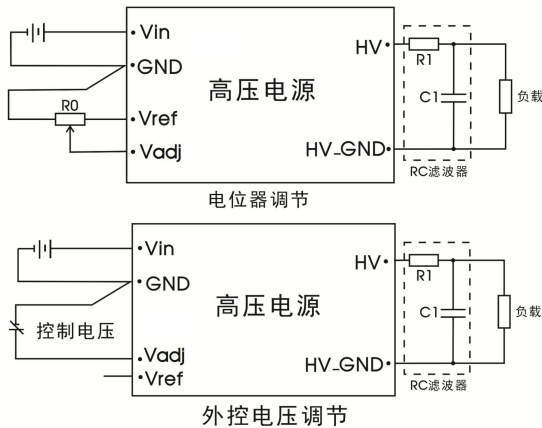 Vin
GND
R0
Vref
Vadj
高压电源
HV
HV_GND
R1
C1
负载
RC滤波器
电位器调节
Vin
GND
控制电压
Vadj
Vref
高压电源
HV
HV_GND
R1
C1
负载
RC滤波器
外控电压调节